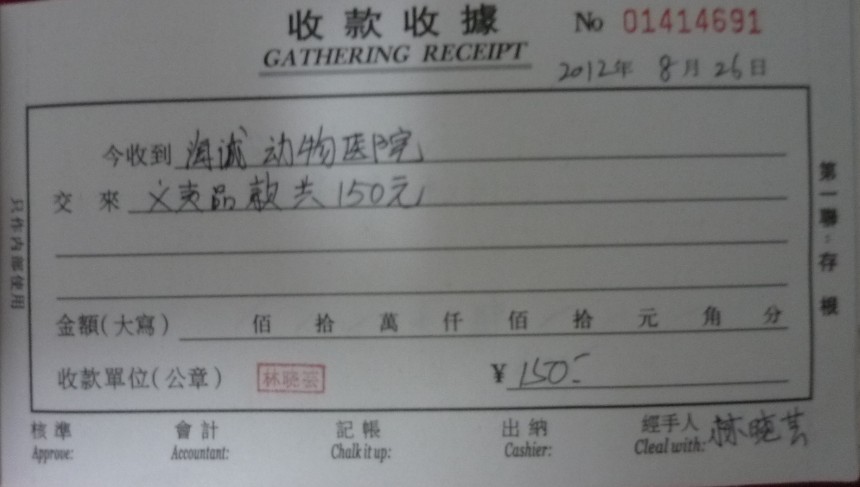 收款收據
GATHERING RECEIPT
No 01414691
2012年 8月 26日
今收到 海诚动物医院
交來 义卖品款共150元
金額(大寫) 佰 拾 萬 仟 佰 拾 元 角 分
收款單位(公章) 林晓芸 ¥ 150-
核準 會計 記帳 出納 經手人 林晓芸
Approve: Accountant: Chalk it up: Cashier: Cleal with:
第一聯:存根
只作內部使用